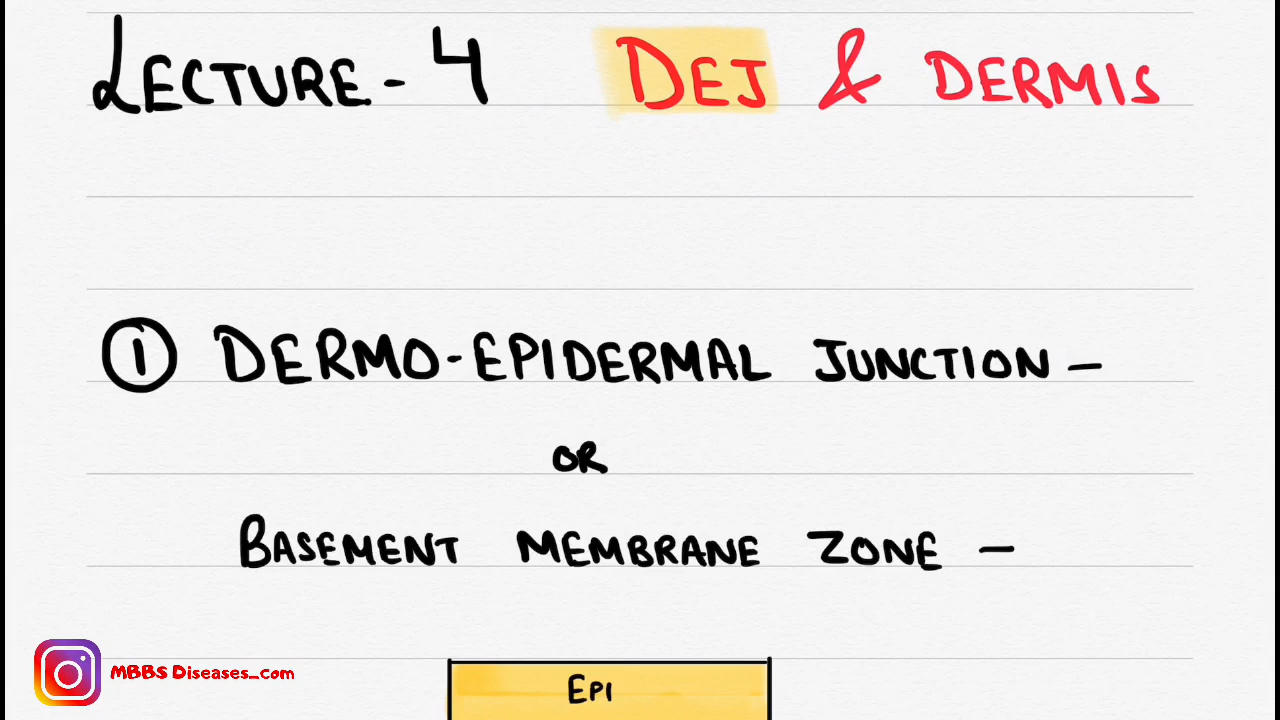 LECTURE - 4 DEJ & DERMIS
① DERMO-EPIDERMAL JUNCTION -
OR
BASEMENT MEMBRANE ZONE -
EPI
MBBS Diseases_com